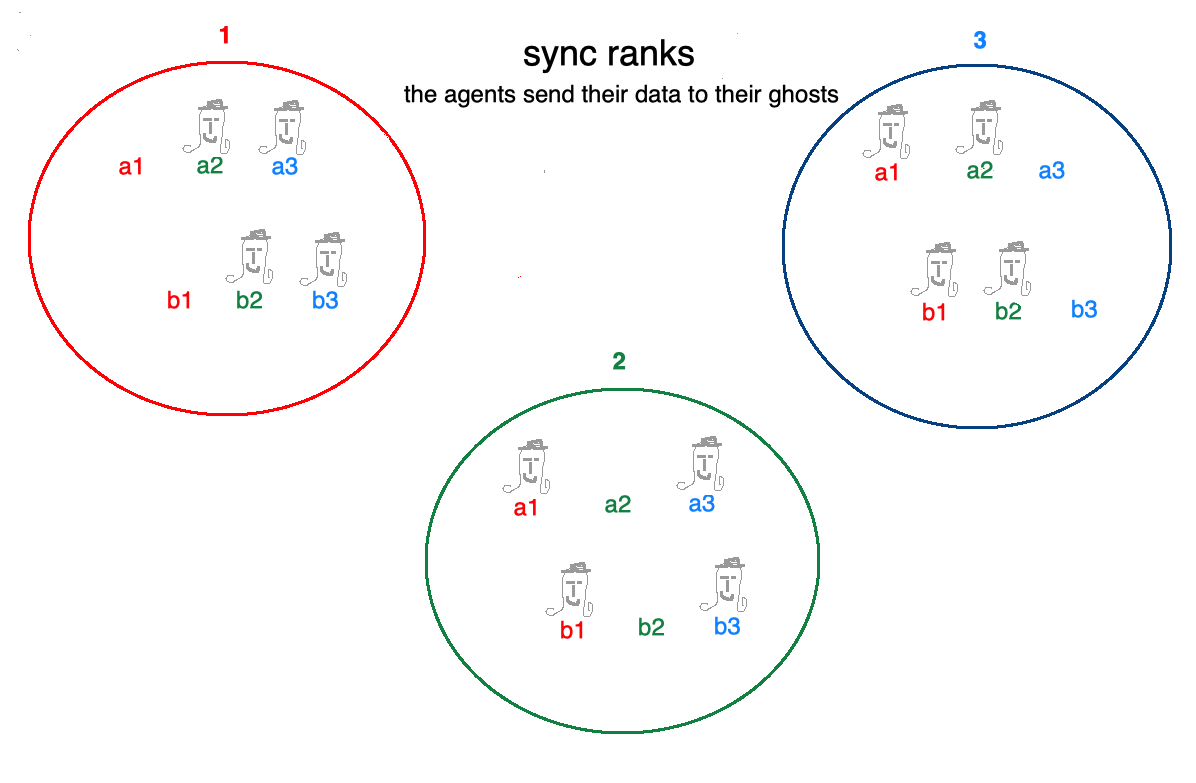 sync ranks
the agents send their data to their ghosts
1
a1 a2 a3
b1 b2 b3
2
a1 a2 a3
b1 b2 b3
3
a1 a2 a3
b1 b2 b3